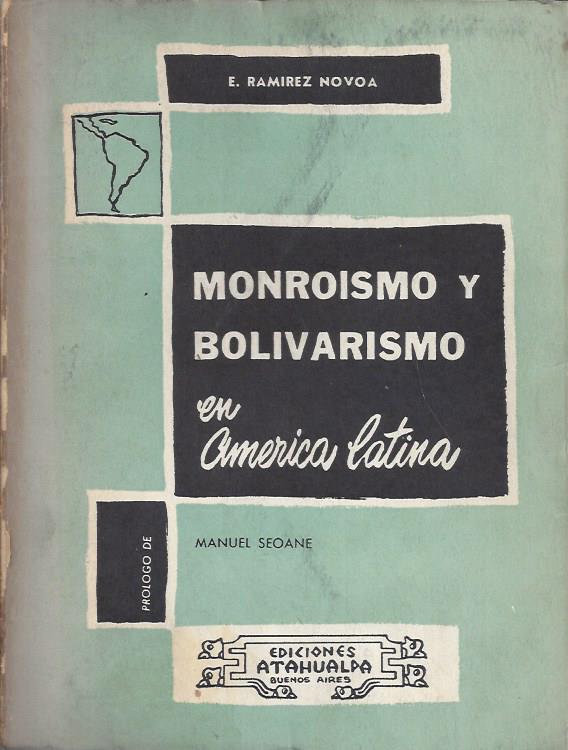 E. RAMIREZ NOVOA
MONROISMO Y
BOLIVARISMO
en
America latina
PROLOGO DE
MANUEL SEOANE
EDICIONES
ATAHUALPA
BUENOS AIRES